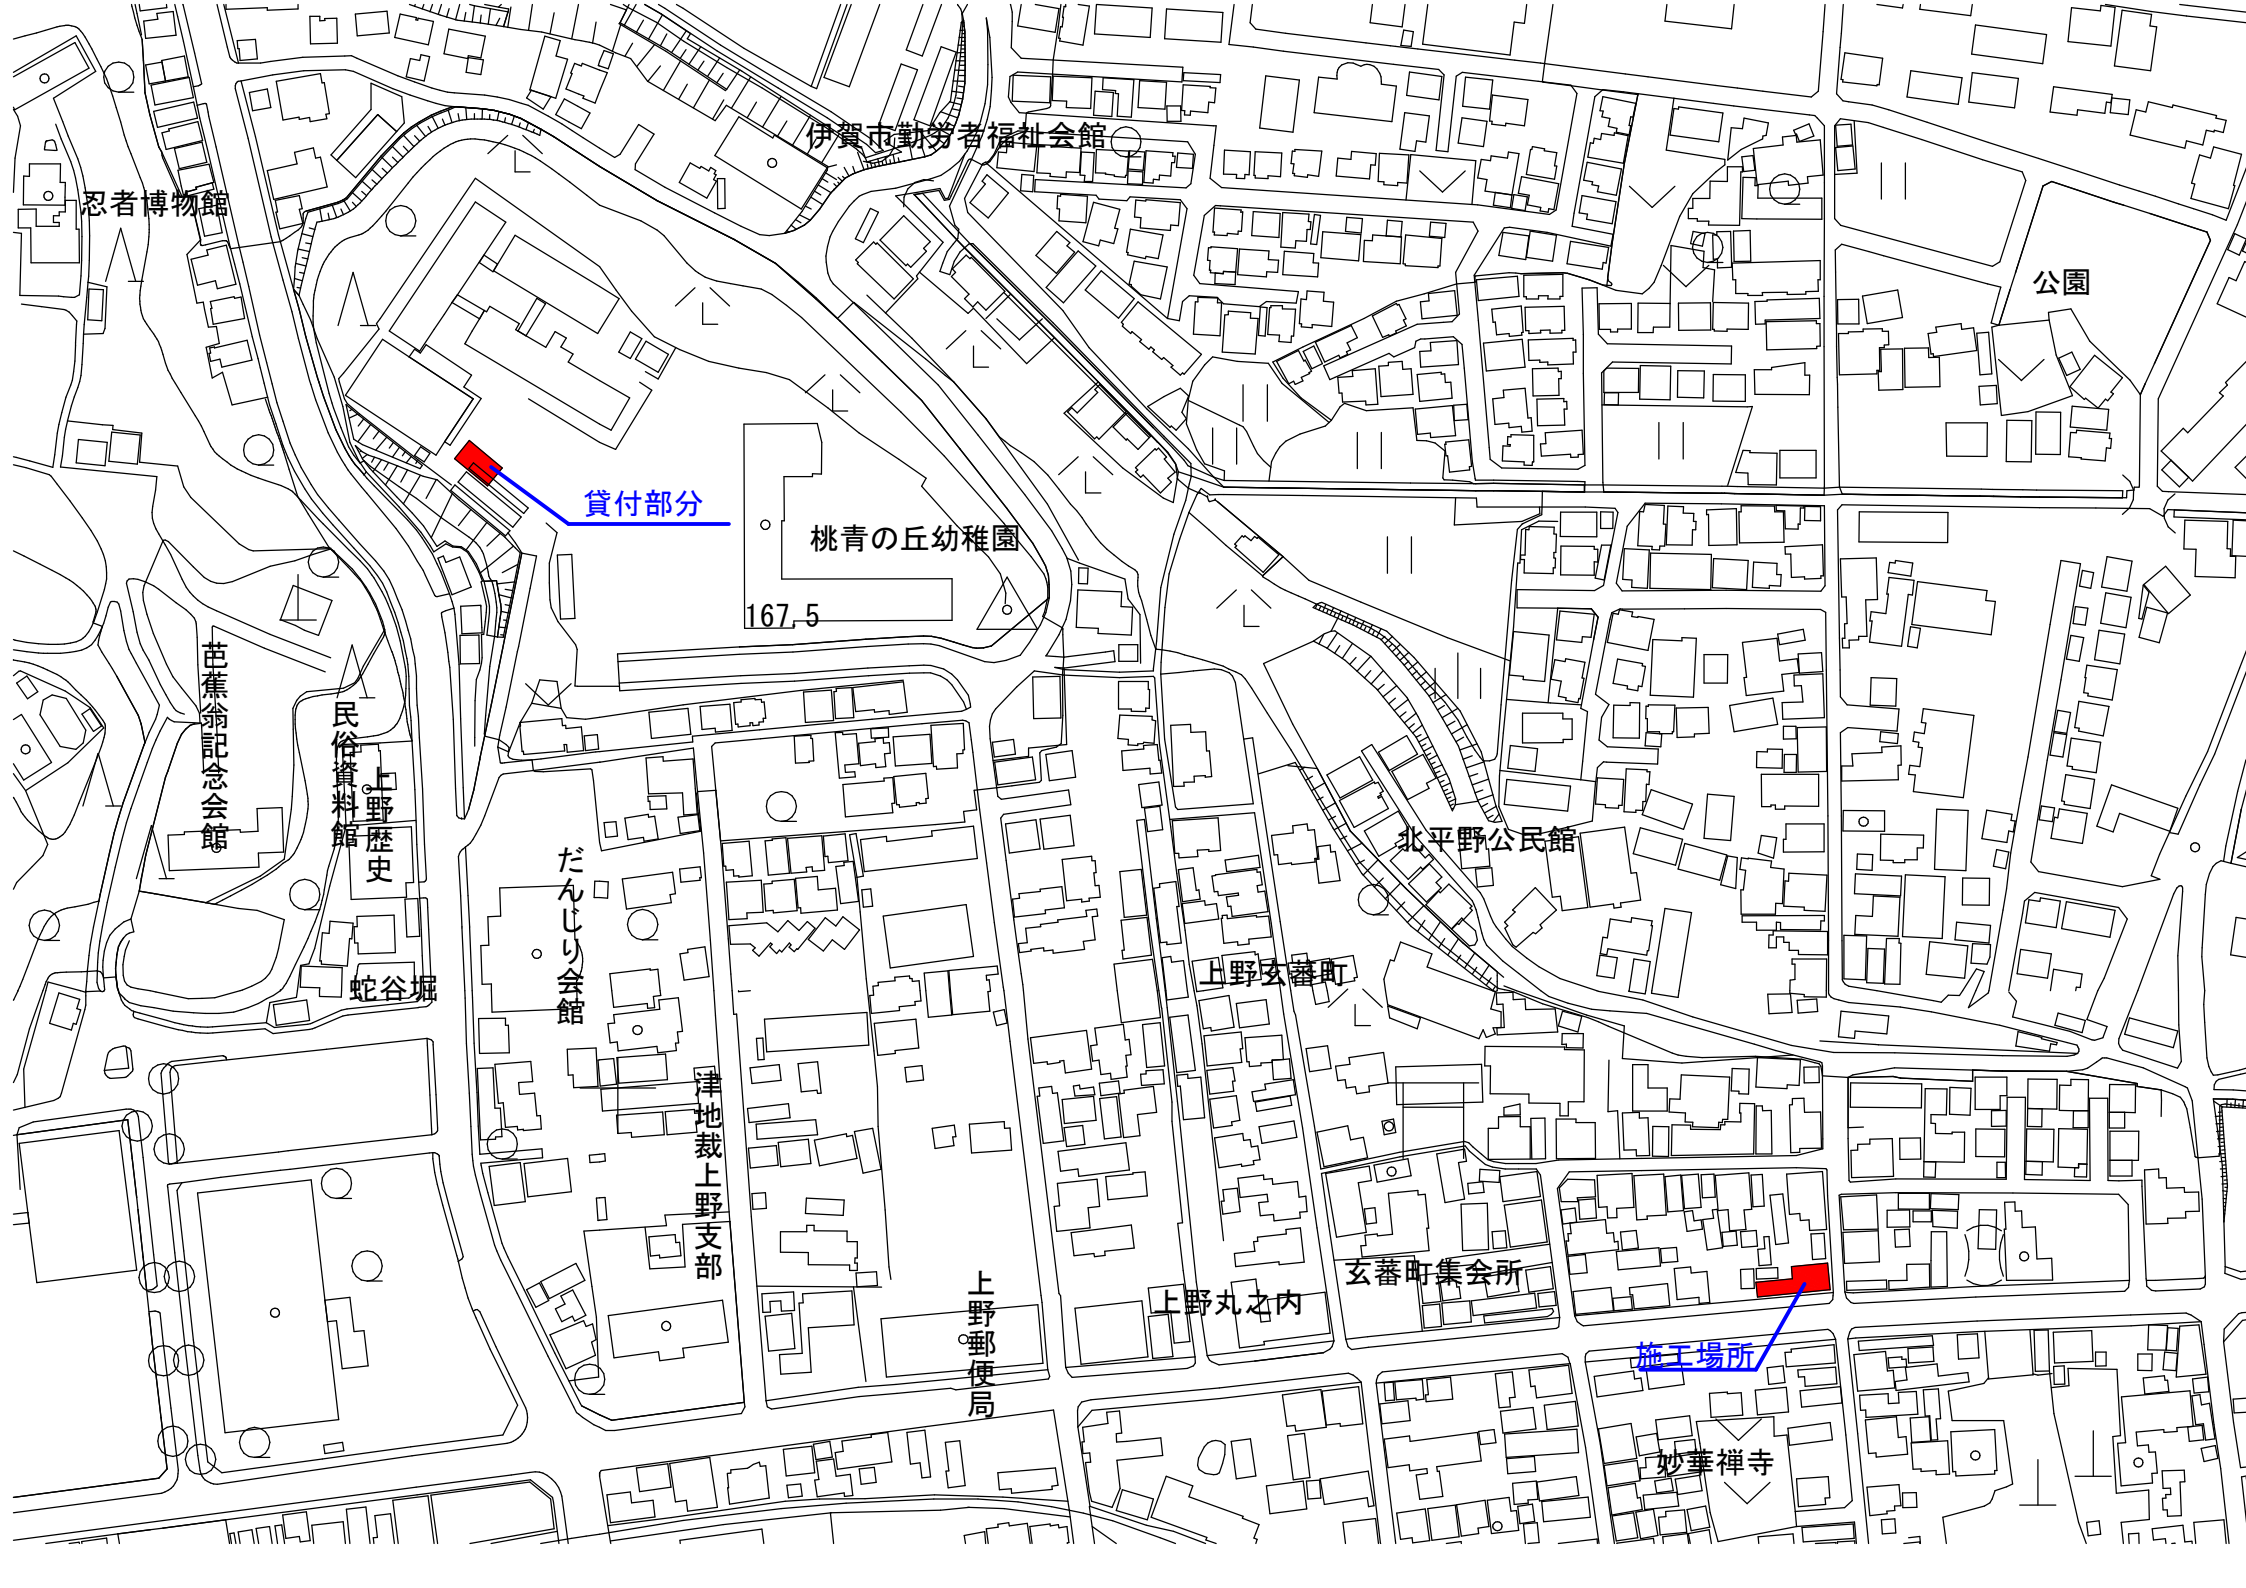 伊賀市勤労者福祉会館
忍者博物館
公園
貸付部分
桃青の丘幼稚園
167.5
芭蕉翁記念会館
民俗資料館
上野歴史
北平野公民館
だんじり会館
蛇谷堀
上野玄蕃町
津地裁上野支部
玄蕃町集会所
上野丸之内
上野郵便局
施工場所
妙華禅寺